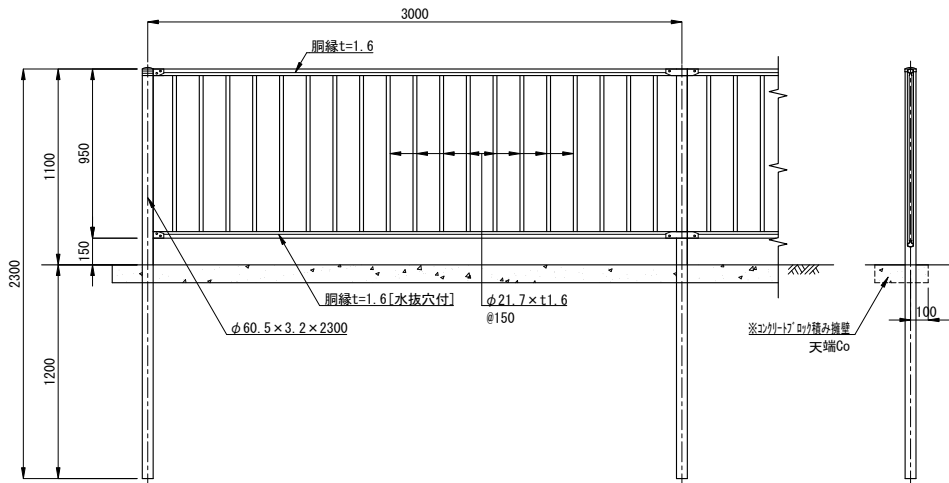 3000
胴縁t=1.6
950
1100
150
2300
胴縁t=1.6[水抜穴付]
φ21.7×t1.6
@150
φ60.5×3.2×2300
1200
100
※コンクリートブロック積み擁壁
天端Co